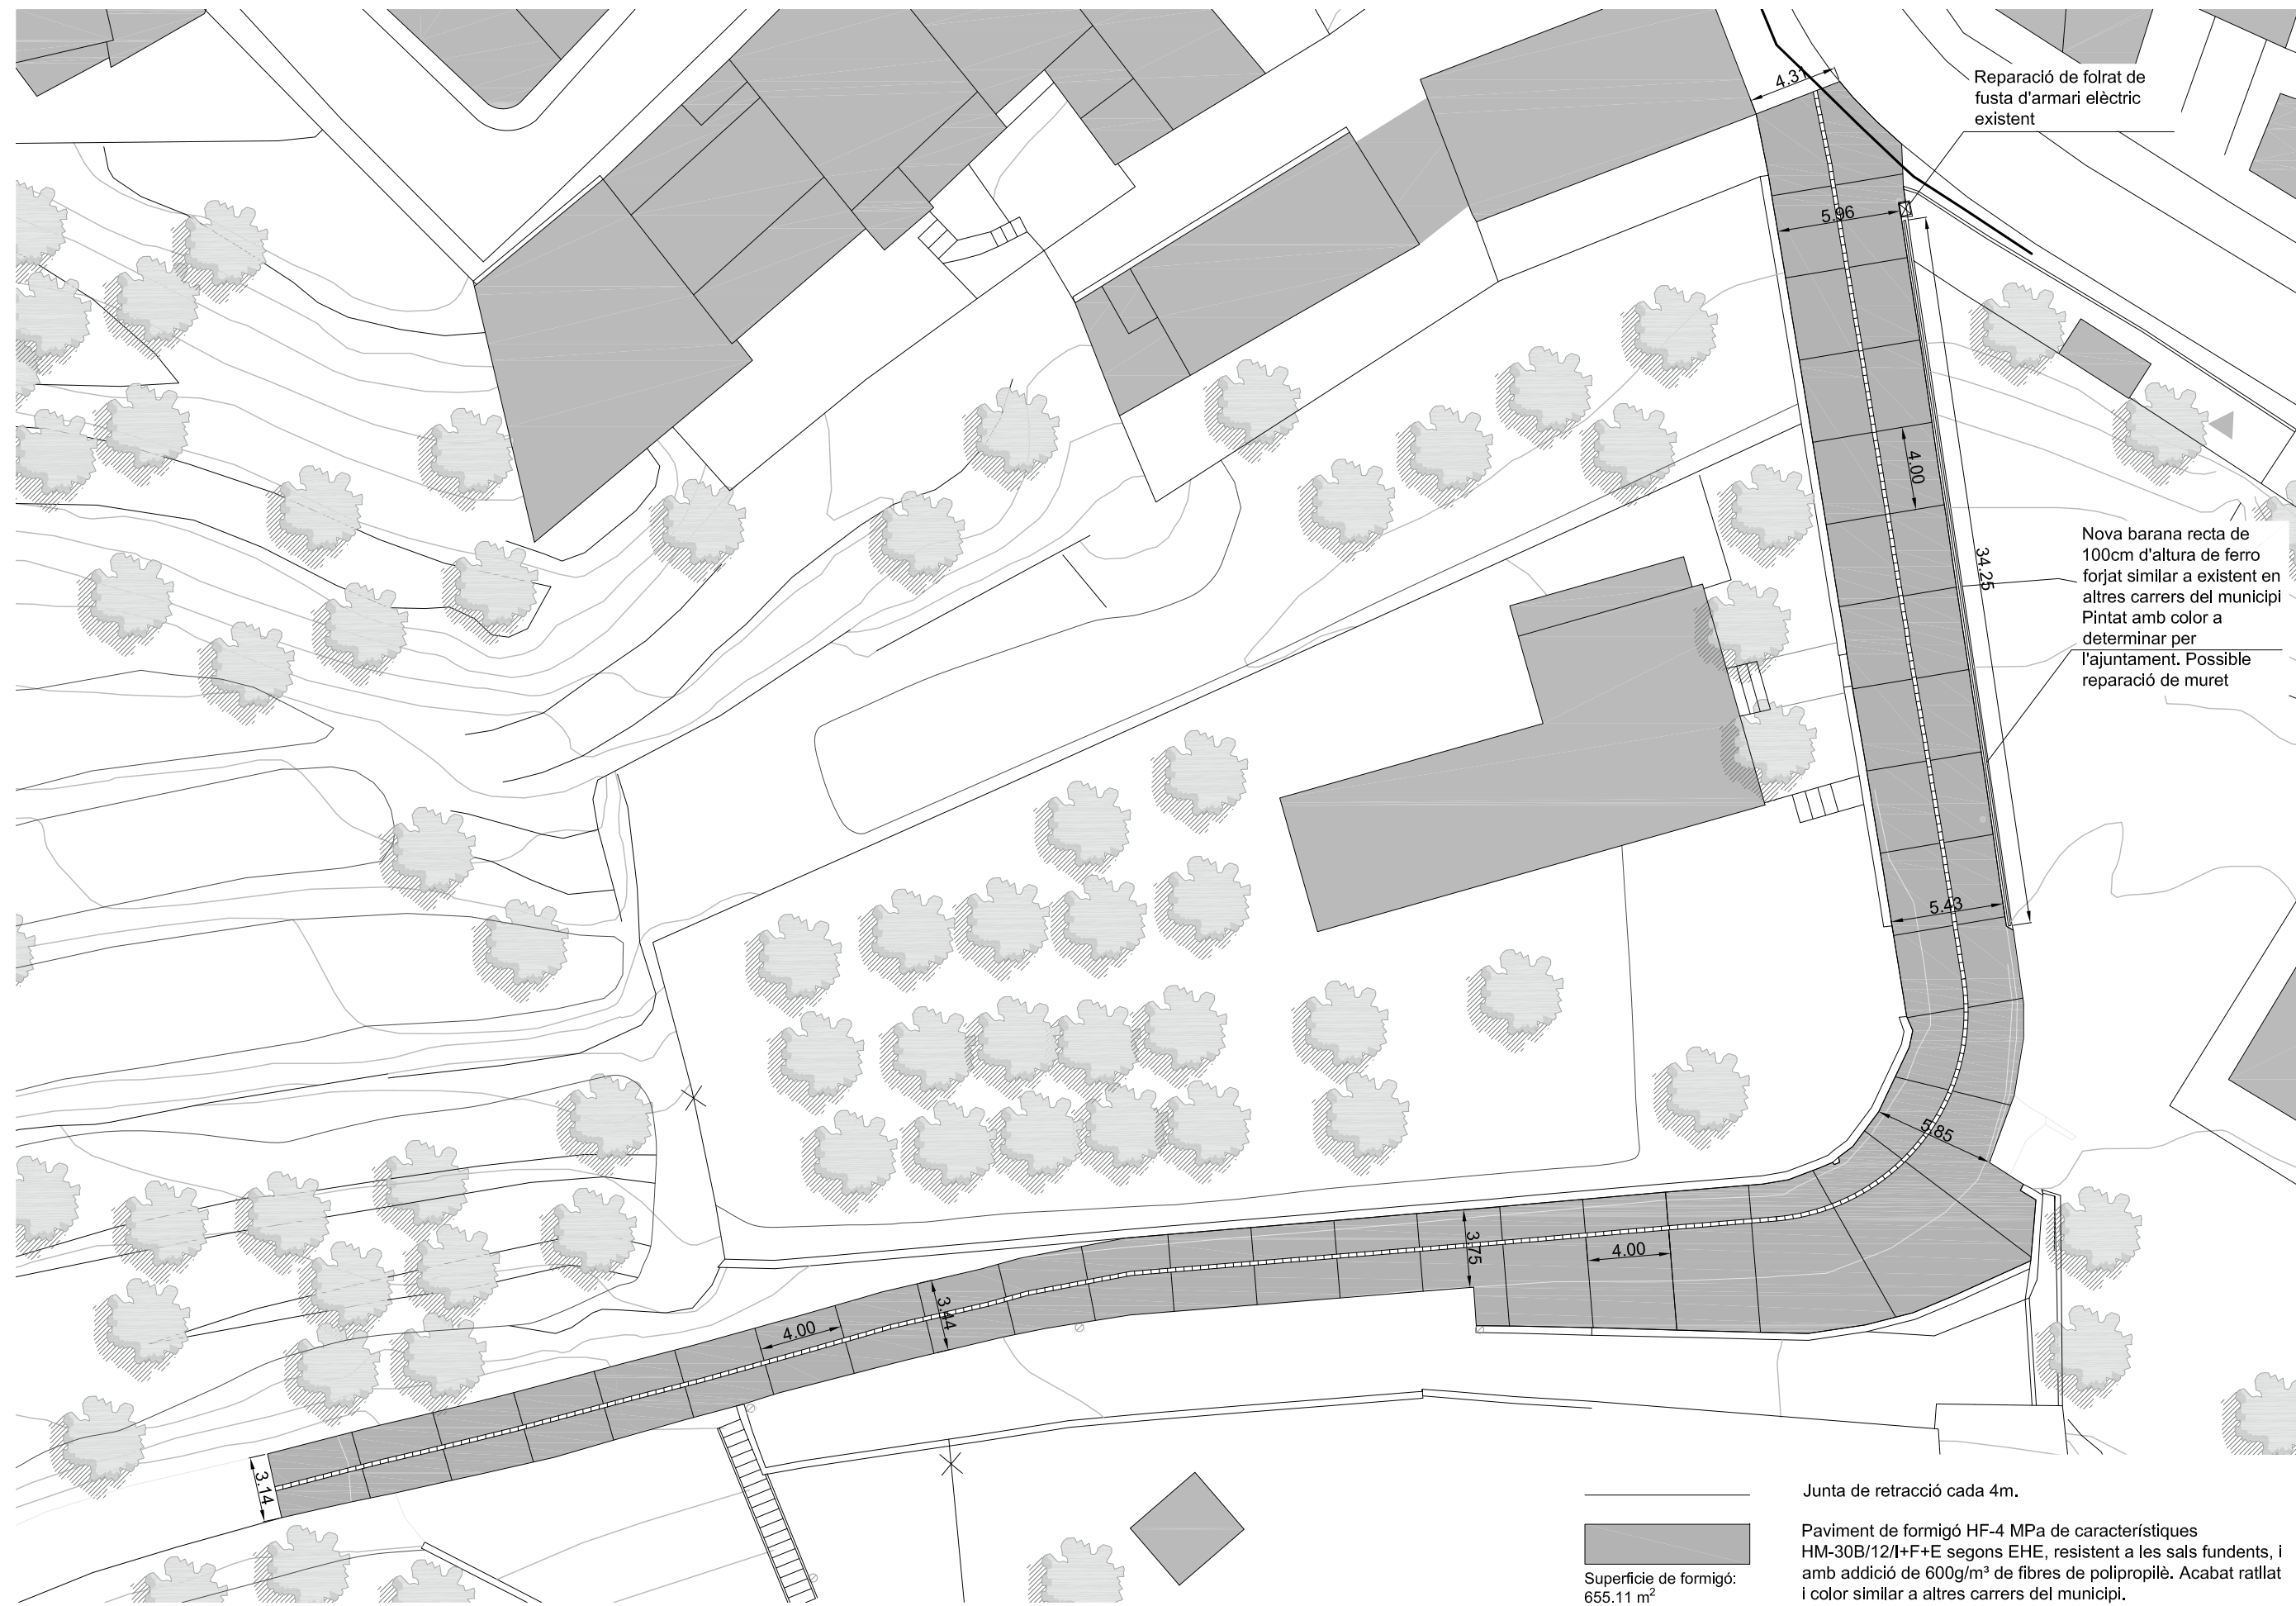 4.31
Reparació de folrat de
fusta d'armari elèctric
existent
5.96
4.00
34.25
Nova barana recta de
100cm d'altura de ferro
forjat similar a existent en
altres carrers del municipi
Pintat amb color a
determinar per
l'ajuntament. Possible
reparació de muret
5.43
5.85
3.75
4.00
3.44
4.00
3.14
Junta de retracció cada 4m.
Paviment de formigó HF-4 MPa de característiques
HM-30B/12/I+F+E segons EHE, resistent a les sals fundents, i
amb addició de 600g/m³ de fibres de polipropilè. Acabat ratllat
i color similar a altres carrers del municipi.
Superficie de formigó:
655.11 m²